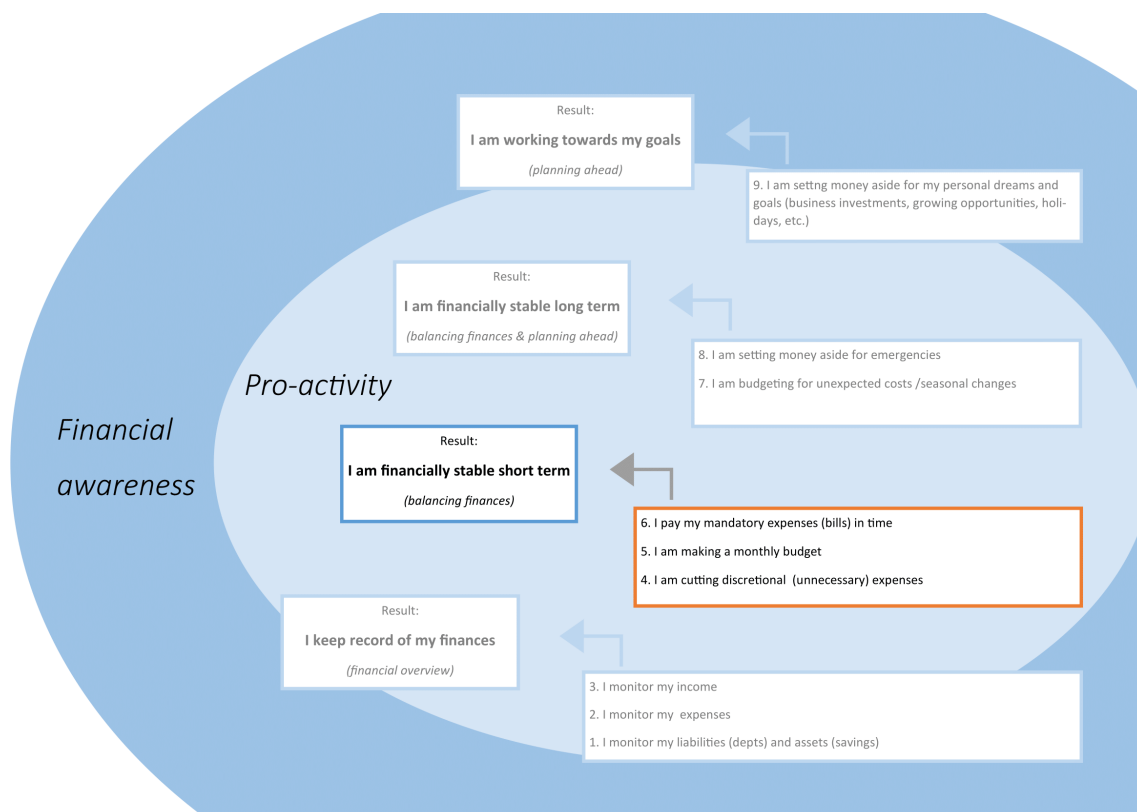 Result:
I am working towards my goals
(planning ahead)
9. I am settng money aside for my personal dreams and
goals (business investments, growing opportunities, holi-
days, etc.)
Result:
I am financially stable long term
(balancing finances & planning ahead)
8. I am setting money aside for emergencies
7. I am budgeting for unexpected costs /seasonal changes
Pro-activity
Financial
awareness
Result:
I am financially stable short term
(balancing finances)
6. I pay my mandatory expenses (bills) in time
5. I am making a monthly budget
4. I am cutting discretional (unnecessary) expenses
Result:
I keep record of my finances
(financial overview)
3. I monitor my income
2. I monitor my expenses
1. I monitor my liabilities (depts) and assets (savings)